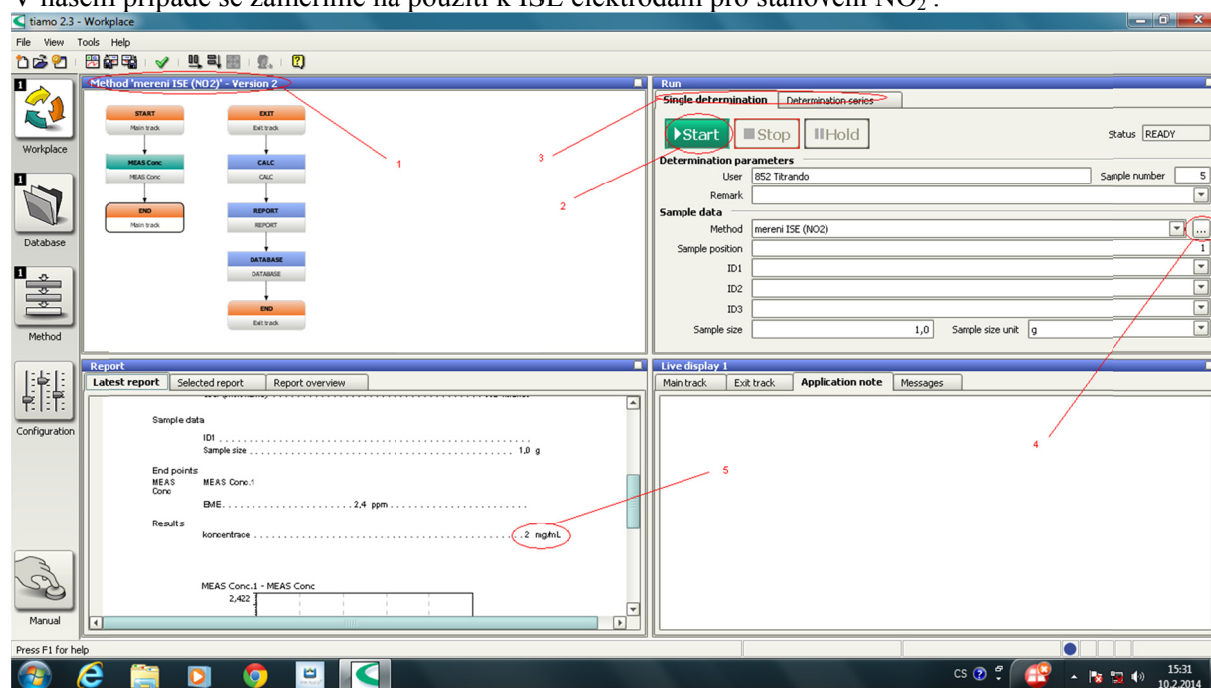 V našem případě se zaměříme na použití k ISE elektrodám pro stanovení NO₂⁻.
tiamo 2.3 - Workplace
File View Tools Help
Method 'mereni ISE (NO2)' - Version 2
START
Main track
EXIT
Exit track
MEAS Conc
MEAS Conc
CALC
CALC
END
Main track
REPORT
REPORT
DATABASE
DATABASE
END
Exit track
1
2
3
Workplace
1
Database
1
Method
Configuration
Manual
1
Run
Single determination Determination series
Start Stop Hold
Status READY
Determination parameters
User 852 Titrando Sample number 5
Remark
Sample data
Method mereni ISE (NO2) ...
Sample position 1
ID1
ID2
ID3
Sample size 1,0 Sample size unit g
4
Report
Latest report Selected report Report overview
Sample data
ID1 . . . . . . . . . . . . . . . . . . . .
Sample size . . . . . . . . . . . . . . . . . . . . 1,0 g
End points
MEAS Conc MEAS Conc.1
EME . . . . . . . . . . 2,4 ppm . . . . . . . . . .
Results
koncentrace . . . . . . . . . . . . . . . . . . . . 2 mg/mL
5
MEAS Conc.1 - MEAS Conc
2,422
Live display 1
Main track Exit track Application note Messages
Press F1 for help
CS
15:31
10.2.2014